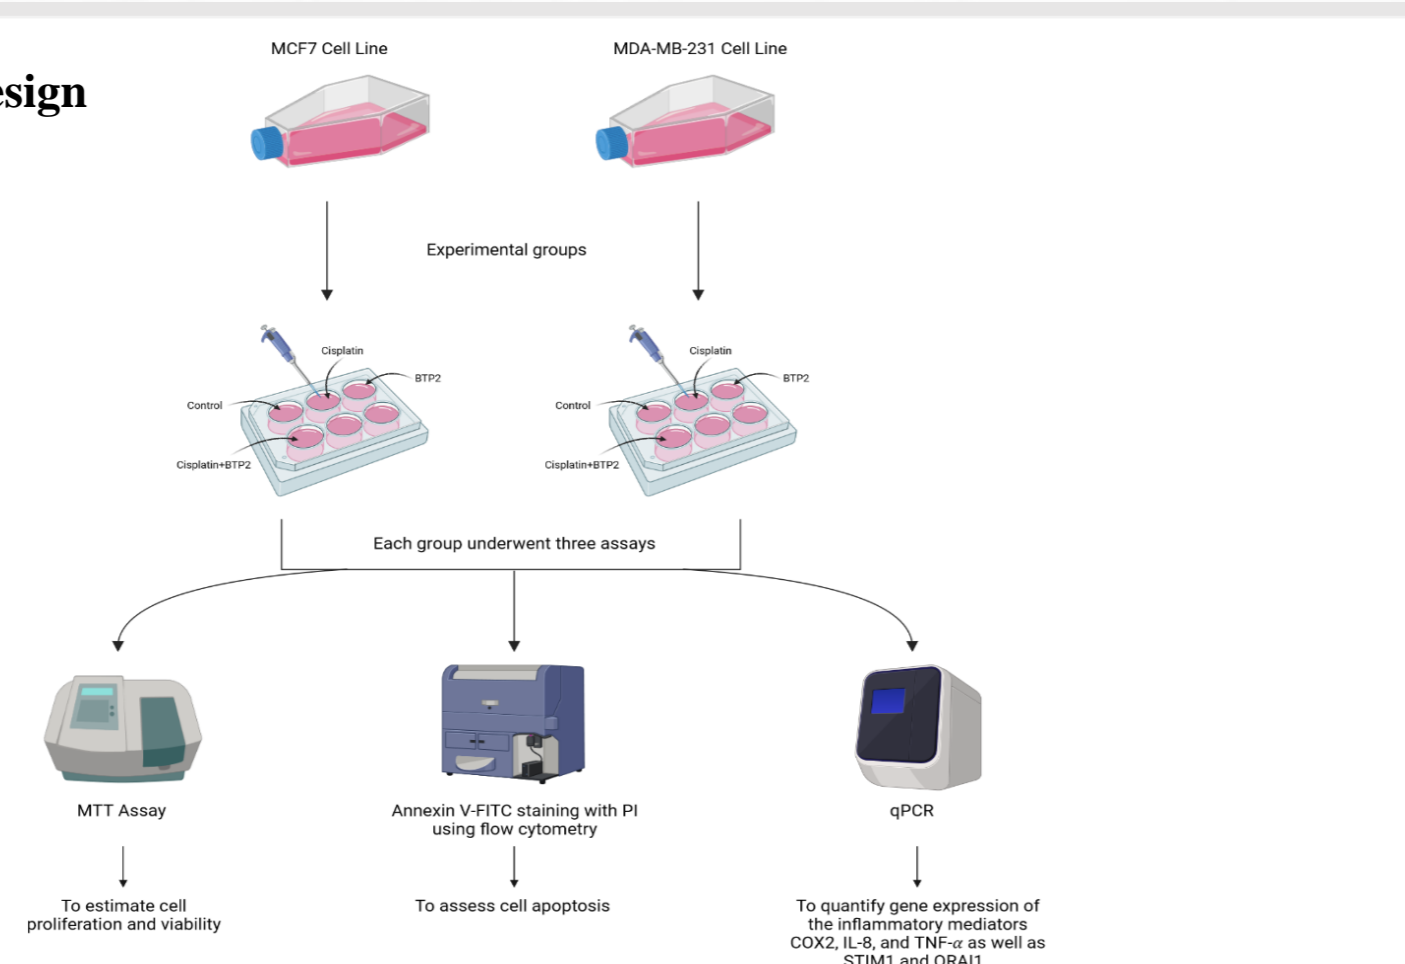 MCF7 Cell Line
MDA-MB-231 Cell Line
esign
Experimental groups
Cisplatin
BTP2
Control
Cisplatin+BTP2
Cisplatin
BTP2
Control
Cisplatin+BTP2
Each group underwent three assays
MTT Assay
Annexin V-FITC staining with PI
using flow cytometry
qPCR
To estimate cell
proliferation and viability
To assess cell apoptosis
To quantify gene expression of
the inflammatory mediators
COX2, IL-8, and TNF-α as well as
STIM1 and ORAI1